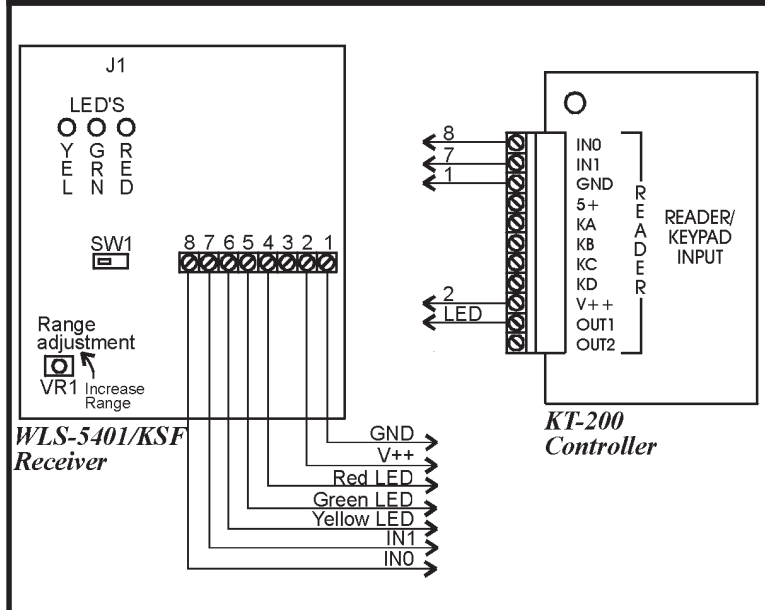 J1
LED'S
YEL
GRN
RED
SW1
8 7 6 5 4 3 2 1
Range
adjustment
VR1
Increase
Range
WLS-5401/KSF
Receiver
GND
V++
Red LED
Green LED
Yellow LED
IN1
IN0
8
7
1
2
LED
IN0
IN1
GND
5+
KA
KB
KC
KD
V++
OUT1
OUT2
READER
READER/
KEYPAD
INPUT
KT-200
Controller